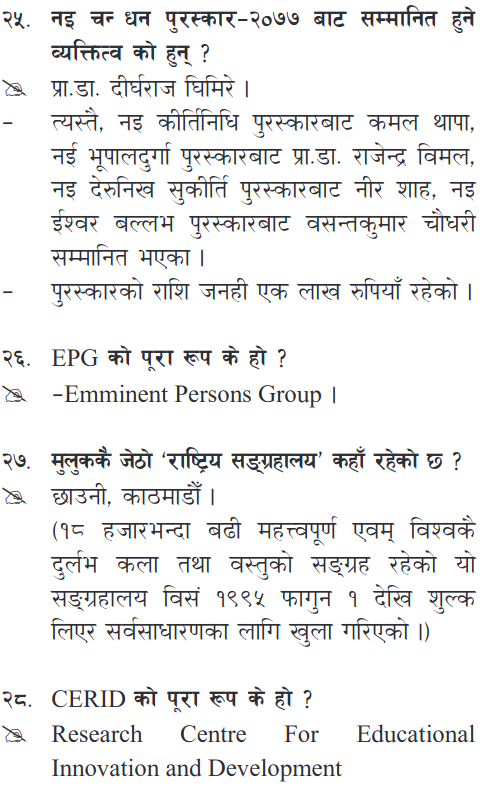 २५. नइ चन्द धन पुरस्कार-२०७७ बाट सम्मानित हुने
व्यक्तित्व को हुन् ?
प्रा.डा. दीर्घराज घिमिरे ।
- त्यस्तै, नइ कीर्तिनिधि पुरस्कारबाट कमल थापा,
नई भूपालदुर्गा पुरस्कारबाट प्रा.डा. राजेन्द्र विमल,
नइ देरुनिख सुकीर्ति पुरस्कारबाट नीर शाह, नइ
ईश्वर बल्लभ पुरस्कारबाट वसन्तकुमार चौधरी
सम्मानित भएका ।
- पुरस्कारको राशि जनही एक लाख रुपियाँ रहेको ।
२६. EPG को पूरा रूप के हो ?
-Emminent Persons Group ।
२७. मुलुककै जेठो ‘राष्ट्रिय सङ्ग्रहालय’ कहाँ रहेको छ ?
छाउनी, काठमाडौँ ।
(१८ हजारभन्दा बढी महत्त्वपूर्ण एवम् विश्वकै
दुर्लभ कला तथा वस्तुको सङ्ग्रह रहेको यो
सङ्ग्रहालय विसं १९९५ फागुन १ देखि शुल्क
लिएर सर्वसाधारणका लागि खुला गरिएको ।)
२८. CERID को पूरा रूप के हो ?
Research Centre For Educational
Innovation and Development